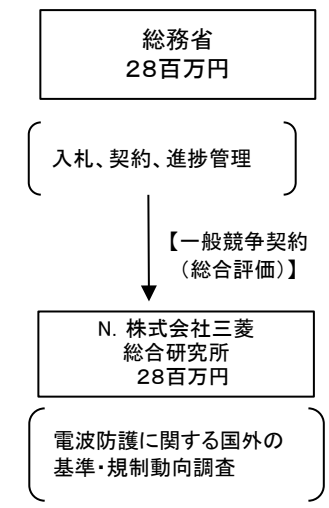 総務省
28百万円
入札、契約、進捗管理
【一般競争契約
（総合評価）】
N. 株式会社三菱
総合研究所
28百万円
電波防護に関する国外の
基準・規制動向調査